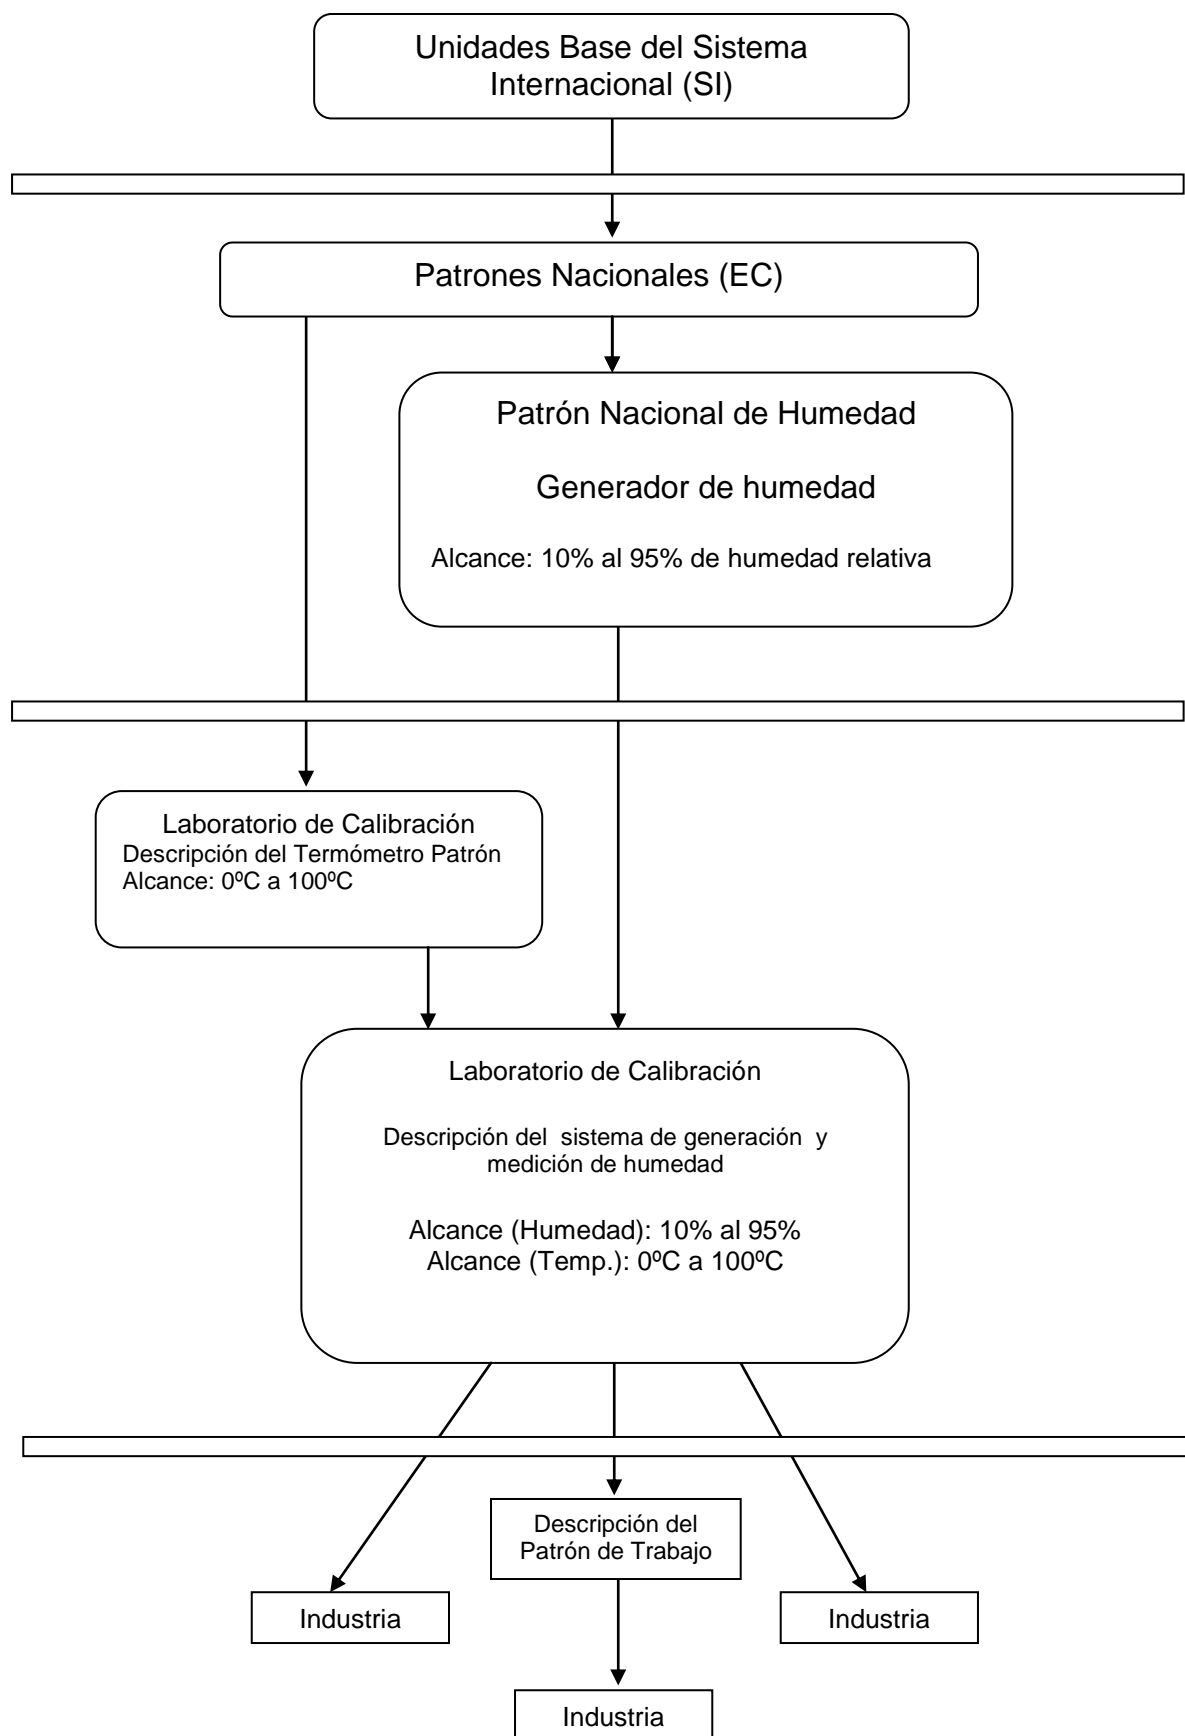 Unidades Base del Sistema
Internacional (SI)
Patrones Nacionales (EC)
Patrón Nacional de Humedad
Generador de humedad
Alcance: 10% al 95% de humedad relativa
Laboratorio de Calibración
Descripción del Termómetro Patrón
Alcance: 0ºC a 100ºC
Laboratorio de Calibración
Descripción del sistema de generación y
medición de humedad
Alcance (Humedad): 10% al 95%
Alcance (Temp.): 0ºC a 100ºC
Descripción del
Patrón de Trabajo
Industria
Industria
Industria